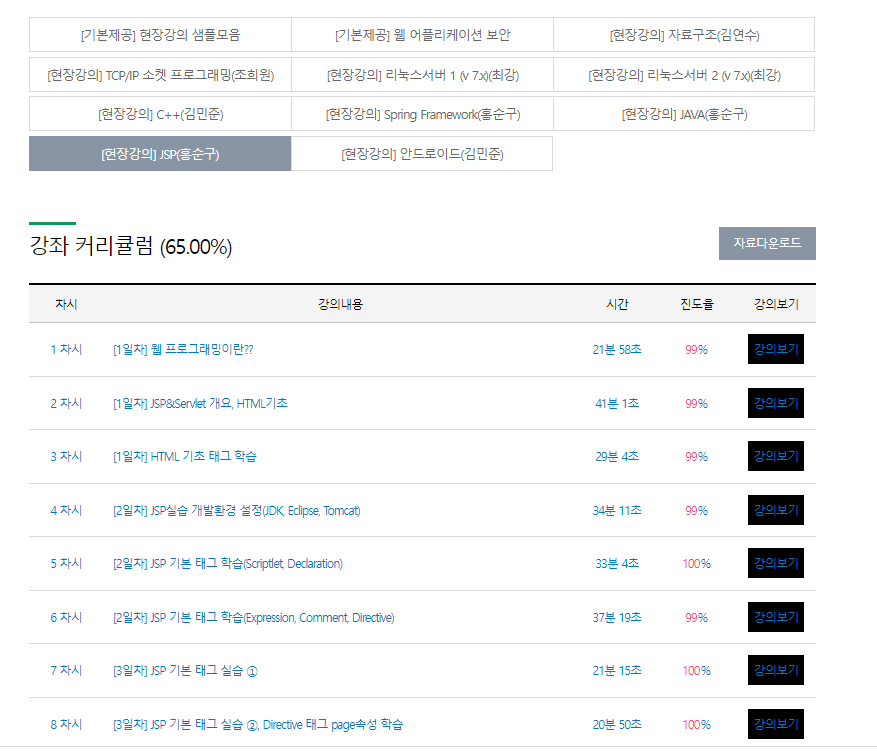 [기본제공] 현장강의 샘플모음 [기본제공] 웹 어플리케이션 보안 [현장강의] 자료구조(김연수)
[현장강의] TCP/IP 소켓 프로그래밍(조희원) [현장강의] 리눅스서버 1 (v 7.x)(최강) [현장강의] 리눅스서버 2 (v 7.x)(최강)
[현장강의] C++(김민준) [현장강의] Spring Framework(홍순구) [현장강의] JAVA(홍순구)
[현장강의] JSP(홍순구) [현장강의] 안드로이드(김민준)
강좌 커리큘럼 (65.00%) 자료다운로드
차시 강의내용 시간 진도율 강의보기
1 차시 [1일차] 웹 프로그래밍이란?? 21분 58초 99% 강의보기
2 차시 [1일차] JSP&Servlet 개요, HTML기초 41분 1초 99% 강의보기
3 차시 [1일차] HTML 기초 태그 학습 29분 4초 99% 강의보기
4 차시 [2일차] JSP실습 개발환경 설정(JDK, Eclipse, Tomcat) 34분 11초 99% 강의보기
5 차시 [2일차] JSP 기본 태그 학습(Scriptlet, Declaration) 33분 4초 100% 강의보기
6 차시 [2일차] JSP 기본 태그 학습(Expression, Comment, Directive) 37분 19초 99% 강의보기
7 차시 [3일차] JSP 기본 태그 실습 ① 21분 15초 100% 강의보기
8 차시 [3일차] JSP 기본 태그 실습 ②, Directive 태그 page속성 학습 20분 50초 100% 강의보기